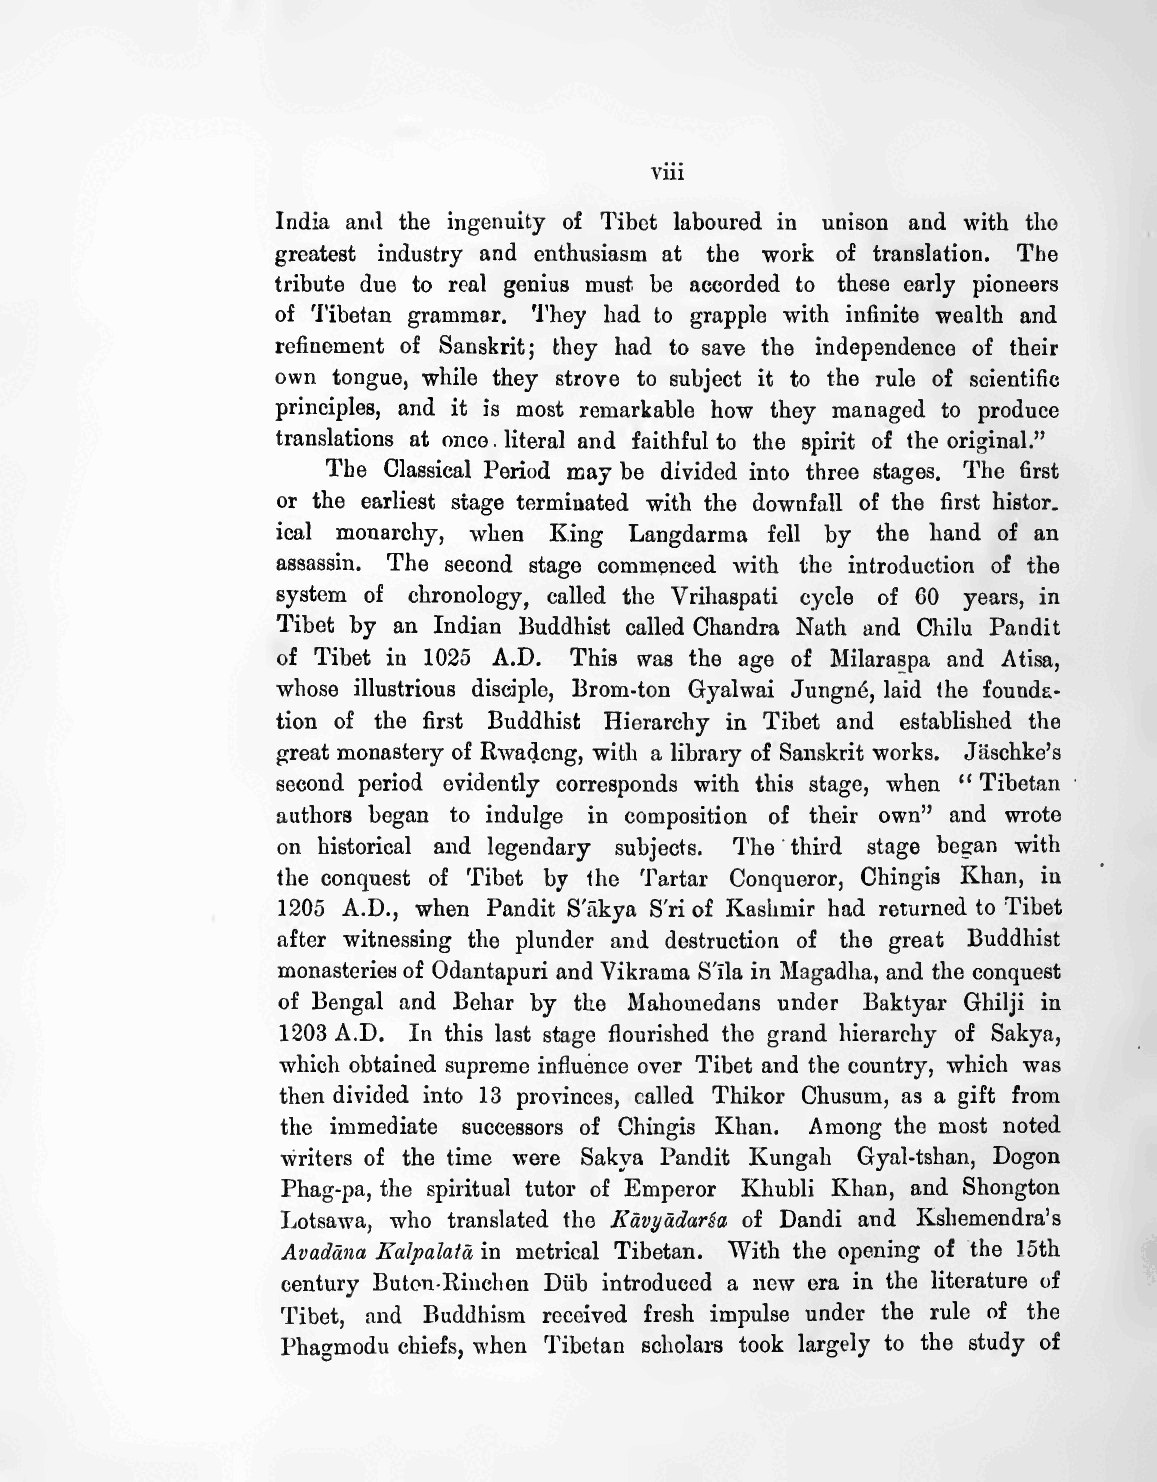 viii
India and the ingenuity of Tibet laboured in unison and with the
greatest industry and enthusiasm at the work of translation. The
tribute due to real genius must be accorded to these early pioneers
of Tibetan grammar. They had to grapple with infinite wealth and
refinement of Sanskrit; they had to save the independence of their
own tongue, while they strove to subject it to the rule of scientific
principles, and it is most remarkable how they managed to produce
translations at once literal and faithful to the spirit of the original.”
The Classical Period may be divided into three stages. The first
or the earliest stage terminated with the downfall of the first histor-
ical monarchy, when King Langdarma fell by the hand of an
assassin. The second stage commenced with the introduction of the
system of chronology, called the Vrihaspati cycle of 60 years, in
Tibet by an Indian Buddhist called Chandra Nath and Chilu Pandit
of Tibet in 1025 A.D. This was the age of Milaraspa and Atisa,
whose illustrious disciple, Brom-ton Gyalwai Jungné, laid the founda-
tion of the first Buddhist Hierarchy in Tibet and established the
great monastery of Rwaḍeng, with a library of Sanskrit works. Jäschke’s
second period evidently corresponds with this stage, when “Tibetan
authors began to indulge in composition of their own” and wrote
on historical and legendary subjects. The third stage began with
the conquest of Tibet by the Tartar Conqueror, Chingis Khan, in
1205 A.D., when Pandit S'ākya S'ri of Kashmir had returned to Tibet
after witnessing the plunder and destruction of the great Buddhist
monasteries of Odantapuri and Vikrama S'īla in Magadha, and the conquest
of Bengal and Behar by the Mahomedans under Baktyar Ghilji in
1203 A.D. In this last stage flourished the grand hierarchy of Sakya,
which obtained supreme influence over Tibet and the country, which was
then divided into 13 provinces, called Thikor Chusum, as a gift from
the immediate successors of Chingis Khan. Among the most noted
writers of the time were Sakya Pandit Kungah Gyal-tshan, Dogon
Phag-pa, the spiritual tutor of Emperor Khubli Khan, and Shongton
Lotsawa, who translated the Kāvyādarśa of Dandi and Kshemendra’s
Avadāna Kalpalatā in metrical Tibetan. With the opening of the 15th
century Buton-Rinchen Düb introduced a new era in the literature of
Tibet, and Buddhism received fresh impulse under the rule of the
Phagmodu chiefs, when Tibetan scholars took largely to the study of